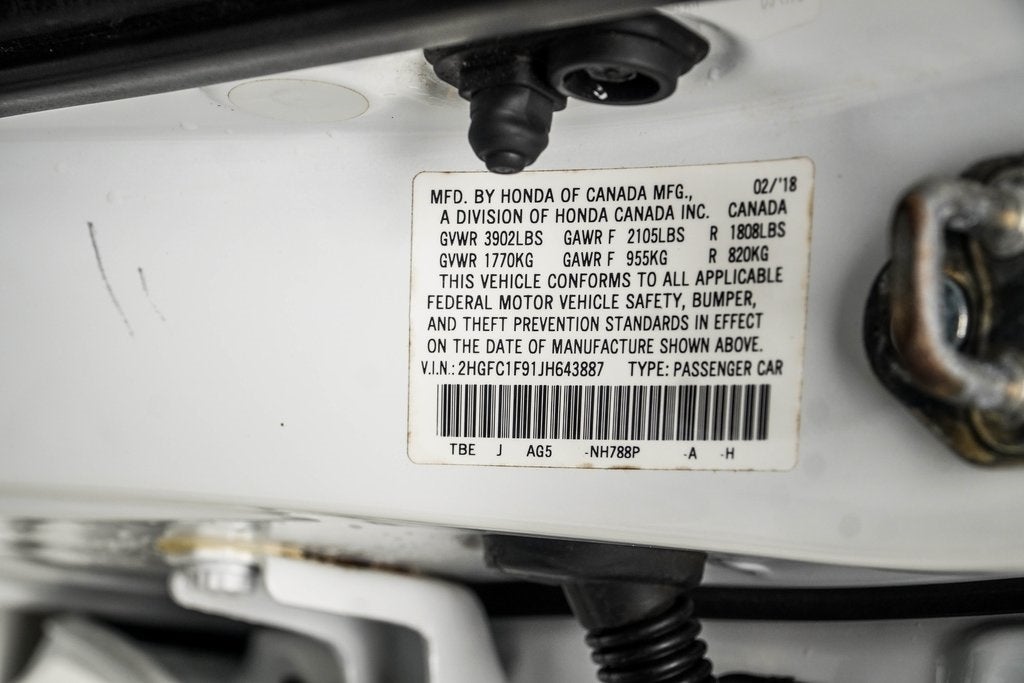 MFD. BY HONDA OF CANADA MFG., 02/'18
A DIVISION OF HONDA CANADA INC. CANADA
GVWR 3902LBS GAWR F 2105LBS R 1808LBS
GVWR 1770KG GAWR F 955KG R 820KG
THIS VEHICLE CONFORMS TO ALL APPLICABLE
FEDERAL MOTOR VEHICLE SAFETY, BUMPER,
AND THEFT PREVENTION STANDARDS IN EFFECT
ON THE DATE OF MANUFACTURE SHOWN ABOVE.
V.I.N.: 2HGFC1F91JH643887 TYPE: PASSENGER CAR
TBE J AG5 -NH788P -A -H